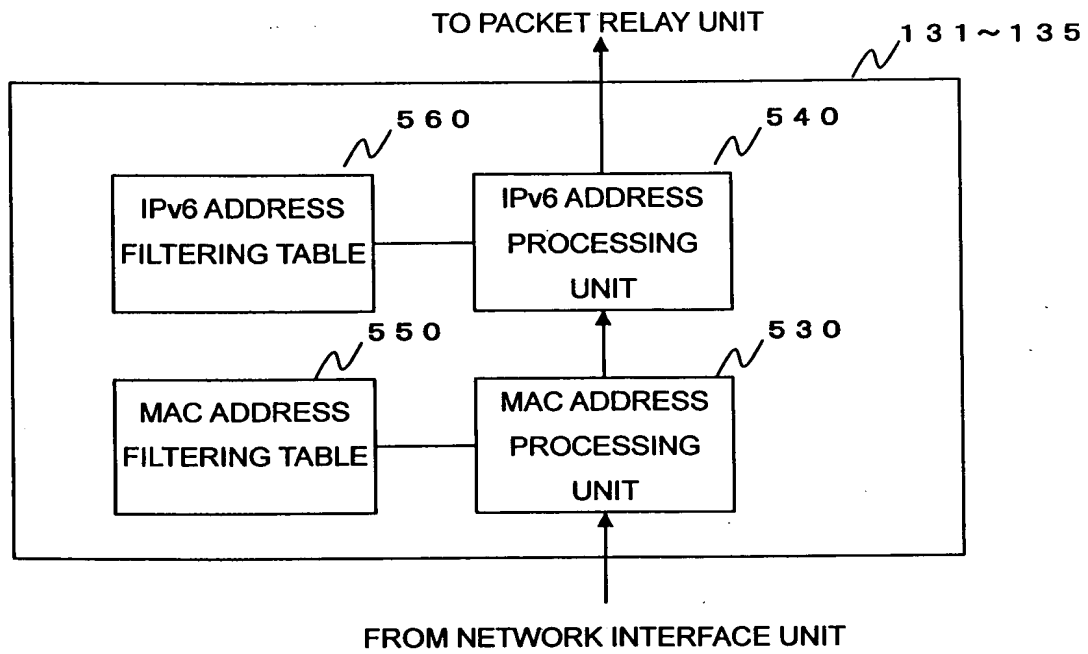 TO PACKET RELAY UNIT
131~135
560
540
IPv6 ADDRESS
FILTERING TABLE
IPv6 ADDRESS
PROCESSING
UNIT
550
530
MAC ADDRESS
FILTERING TABLE
MAC ADDRESS
PROCESSING
UNIT
FROM NETWORK INTERFACE UNIT